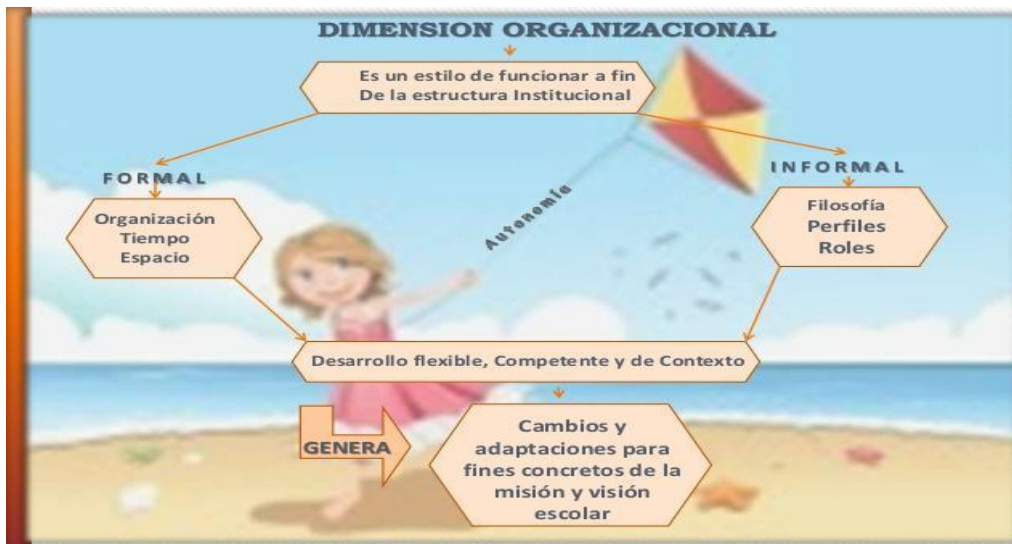 DIMENSION ORGANIZACIONAL
Es un estilo de funcionar a fin
De la estructura Institucional
FORMAL
INFORMAL
Organización
Tiempo
Espacio
Autonomía
Filosofía
Perfiles
Roles
Desarrollo flexible, Competente y de Contexto
GENERA
Cambios y
adaptaciones para
fines concretos de la
misión y visión
escolar